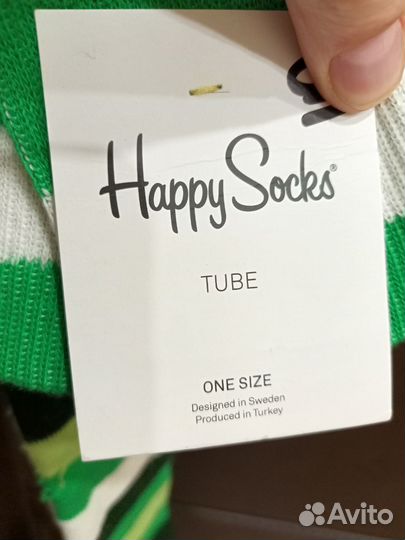 Happy Socks®
TUBE
ONE SIZE
Designed in Sweden
Produced in Turkey
Avito